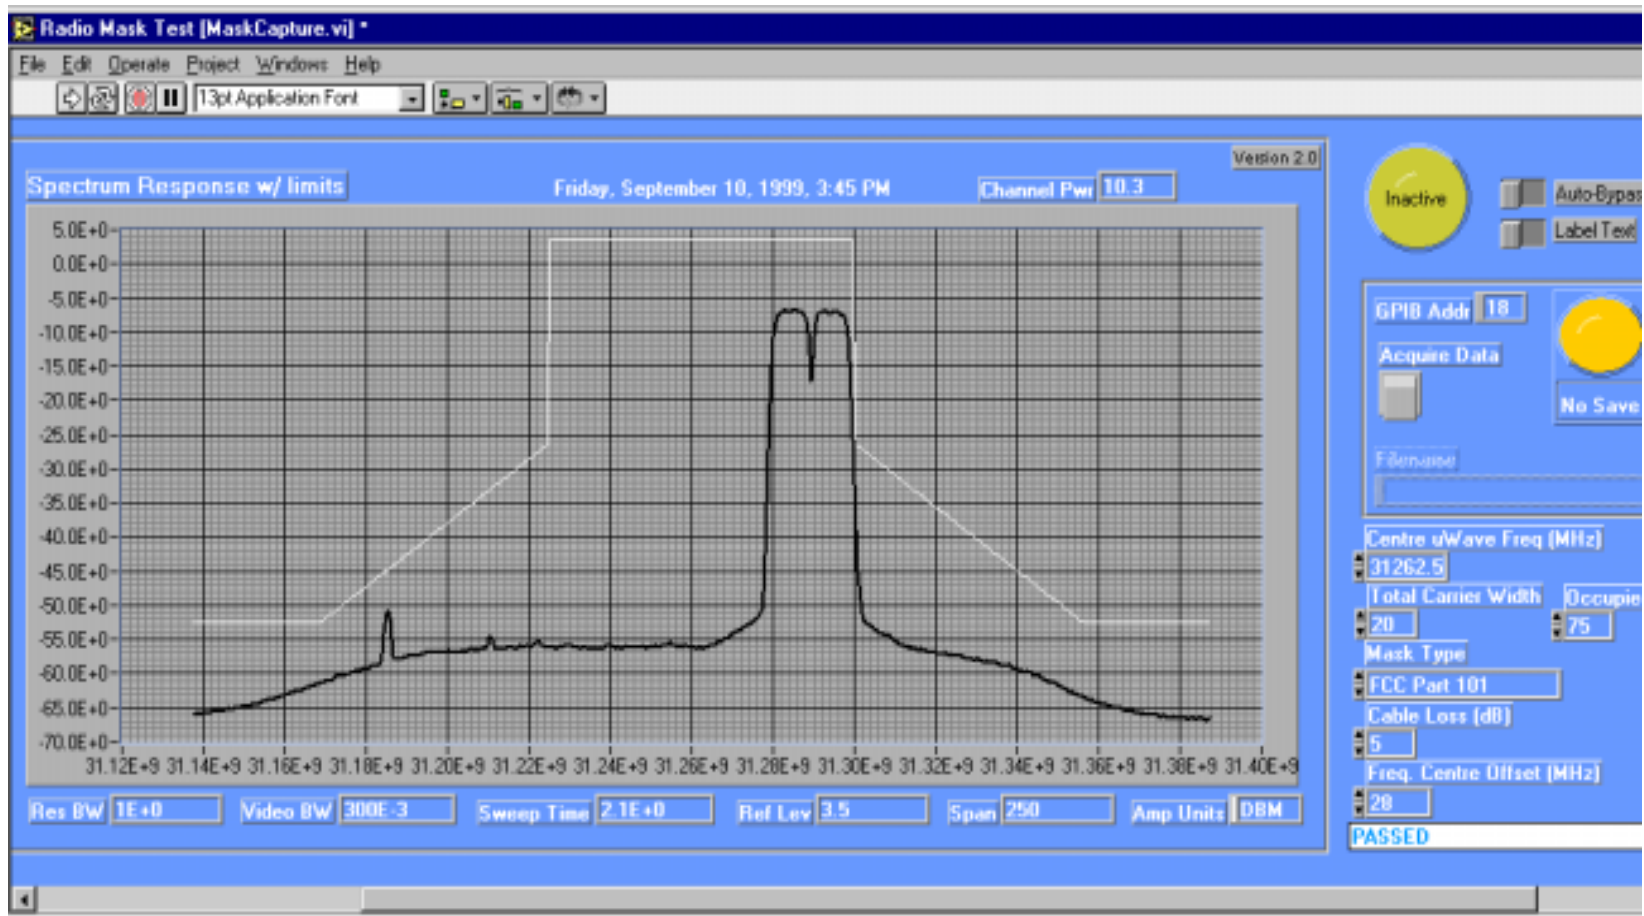 Radio Mask Test [MaskCapture.vi] *
File Edit Operate Project Windows Help
13pt Application Font
Version 2.0
Spectrum Response w/ limits
Friday, September 10, 1999, 3:45 PM
Channel Pwr 10.3
5.0E+0
0.0E+0
-5.0E+0
-10.0E+0
-15.0E+0
-20.0E+0
-25.0E+0
-30.0E+0
-35.0E+0
-40.0E+0
-45.0E+0
-50.0E+0
-55.0E+0
-60.0E+0
-65.0E+0
-70.0E+0
31.12E+9 31.14E+9 31.16E+9 31.18E+9 31.20E+9 31.22E+9 31.24E+9 31.26E+9 31.28E+9 31.30E+9 31.32E+9 31.34E+9 31.36E+9 31.38E+9 31.40E+9
Res BW 1E+0 Video BW 300E-3 Sweep Time 2.1E+0 Ref Lev 3.5 Span 250 Amp Units DBM
Inactive
Auto-Bypas
Label Text
GPIB Addr 18
Acquire Data
No Save
Filename
Centre uWave Freq (MHz)
31262.5
Total Carrier Width Occupie
20 75
Mask Type
FCC Part 101
Cable Loss (dB)
5
Freq. Centre Offset (MHz)
28
PASSED